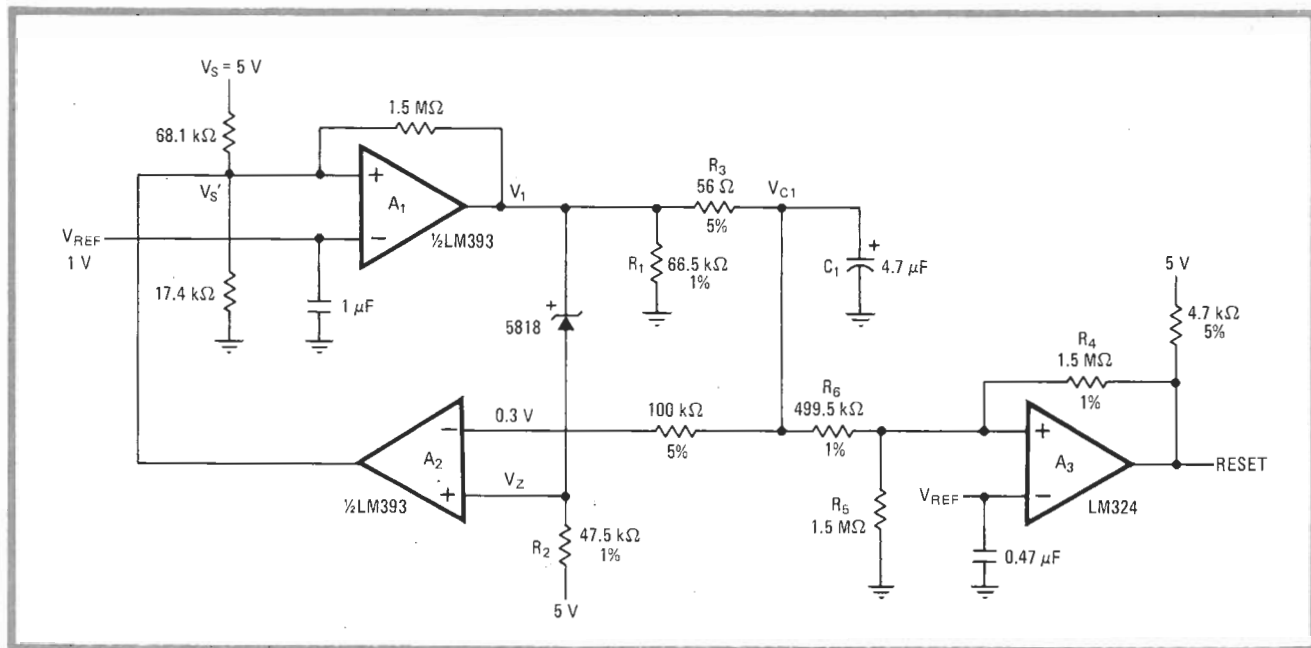 V_S = 5 V
68.1 kΩ
1.5 MΩ
V_S'
+
A_1
−
½LM393
V_1
V_REF
1 V
17.4 kΩ
1 μF
R_3
56 Ω
5%
V_C1
R_1
66.5 kΩ
1%
C_1
+
4.7 μF
+
5818
5 V
4.7 kΩ
5%
R_4
1.5 MΩ
1%
0.3 V
100 kΩ
5%
R_6
499.5 kΩ
1%
−
A_2
+
½LM393
V_Z
+
A_3
−
LM324
RESET
V_REF
R_5
1.5 MΩ
0.47 μF
R_2
47.5 kΩ
1%
5 V